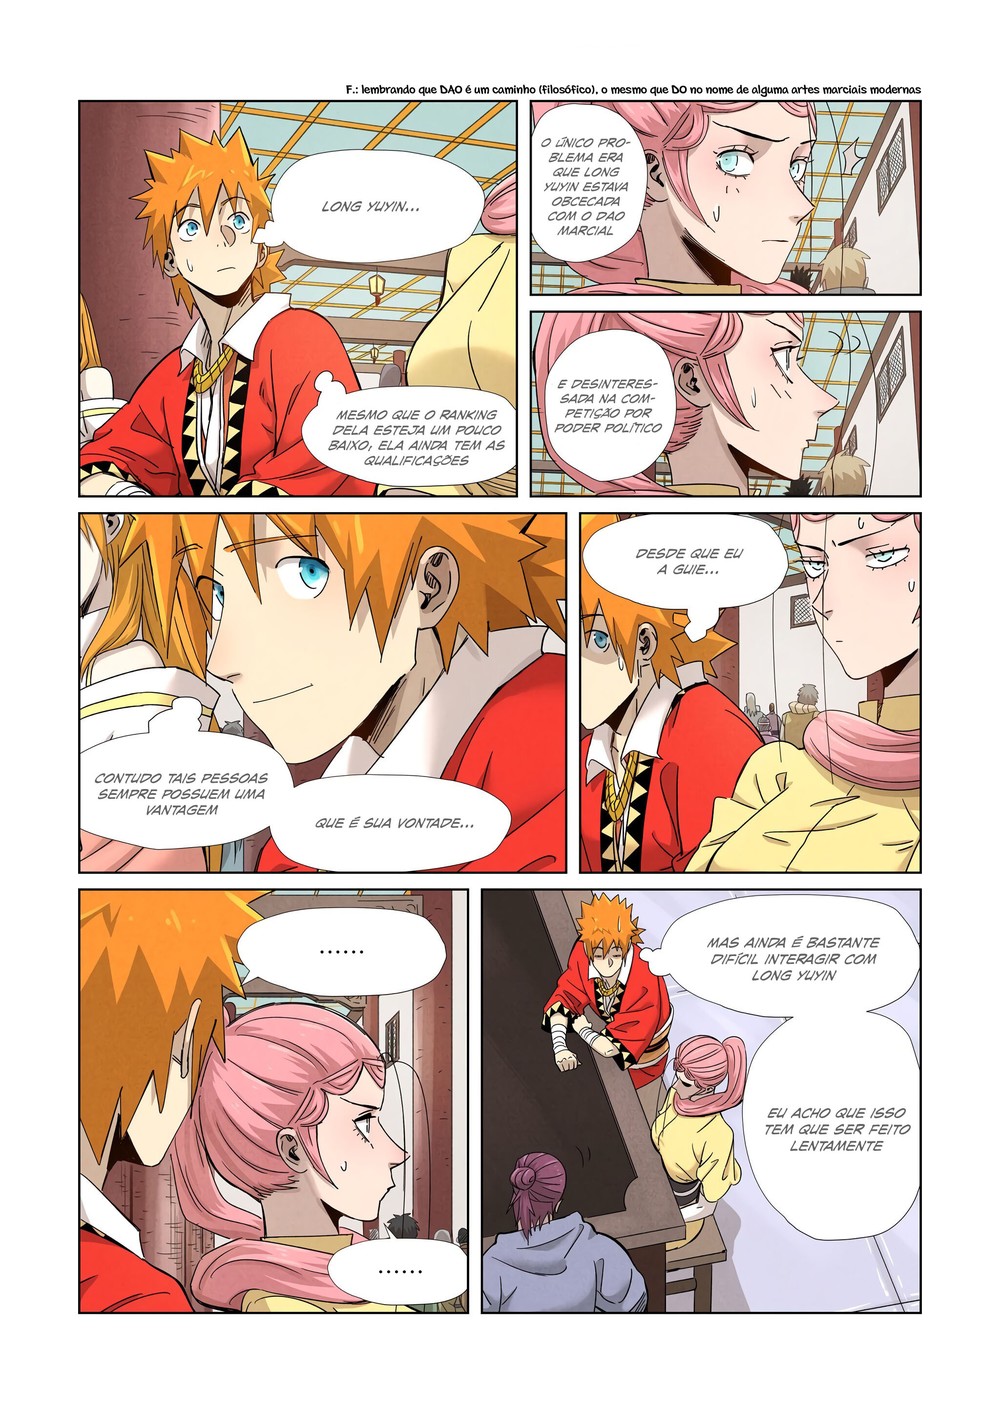 F.: lembrando que DAO é um caminho (filosófico), o mesmo que DO no nome de alguma artes marciais modernas
LONG YUYIN...
MESMO QUE O RANKING
DELA ESTEJA UM POUCO
BAIXO; ELA AINDA TEM AS
QUALIFICAÇÕES
O ÚNICO PRO-
BLEMA ERA
QUE LONG
YUYIN ESTAVA
OBCECADA
COM O DAO
MARCIAL
E DESINTERES-
SADA NA COM-
PETIÇÃO POR
PODER POLÍTICO
CONTUDO TAIS PESSOAS
SEMPRE POSSUEM UMA
VANTAGEM
QUE É SUA VONTADE...
DESDE QUE EU
A GUIE...
......
......
MAS AINDA É BASTANTE
DIFÍCIL INTERAGIR COM
LONG YUYIN
EU ACHO QUE ISSO
TEM QUE SER FEITO
LENTAMENTE